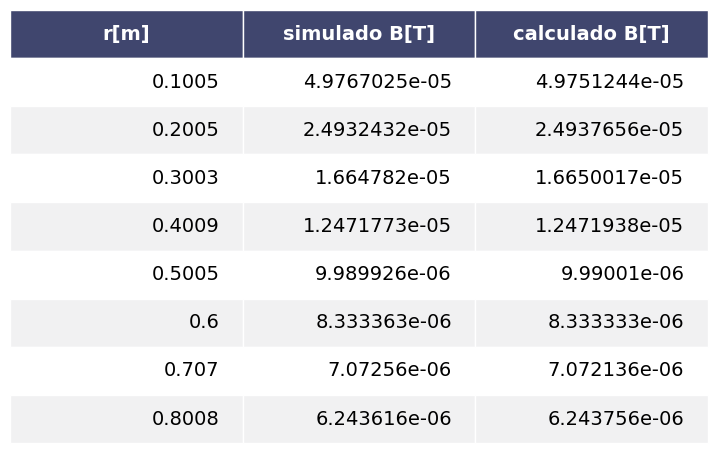 r[m] simulado B[T] calculado B[T]
0.1005 4.9767025e-05 4.9751244e-05
0.2005 2.4932432e-05 2.4937656e-05
0.3003 1.664782e-05 1.6650017e-05
0.4009 1.2471773e-05 1.2471938e-05
0.5005 9.989926e-06 9.99001e-06
0.6 8.333363e-06 8.333333e-06
0.707 7.07256e-06 7.072136e-06
0.8008 6.243616e-06 6.243756e-06